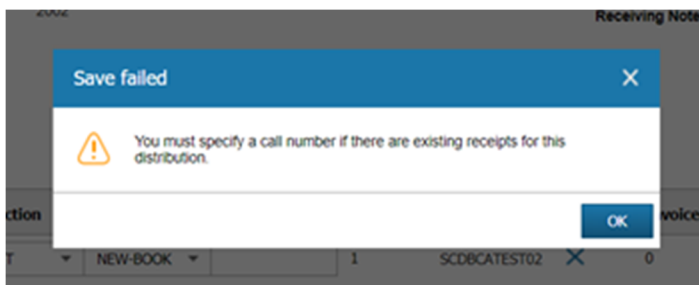 2002
Receiving Note
Save failed
You must specify a call number if there are existing receipts for this
distribution.
OK
ction
voice
T NEW-BOOK 1 SCDBCATEST02 0